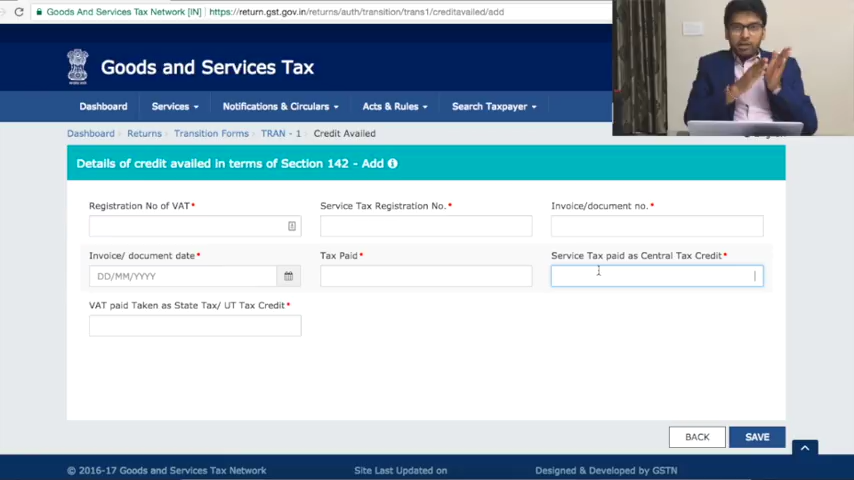 Goods And Services Tax Network [IN]  https://return.gst.gov.in/returns/auth/transition/trans1/creditavailed/add
Goods and Services Tax
Dashboard Services Notifications & Circulars Acts & Rules Search Taxpayer
Dashboard Returns Transition Forms TRAN - 1 Credit Availed
Details of credit availed in terms of Section 142 - Add
Registration No of VAT* Service Tax Registration No.* Invoice/document no.*
Invoice/ document date* Tax Paid* Service Tax paid as Central Tax Credit*
DD/MM/YYYY
VAT paid Taken as State Tax/ UT Tax Credit*
BACK SAVE
© 2016-17 Goods and Services Tax Network Site Last Updated on Designed & Developed by GSTN